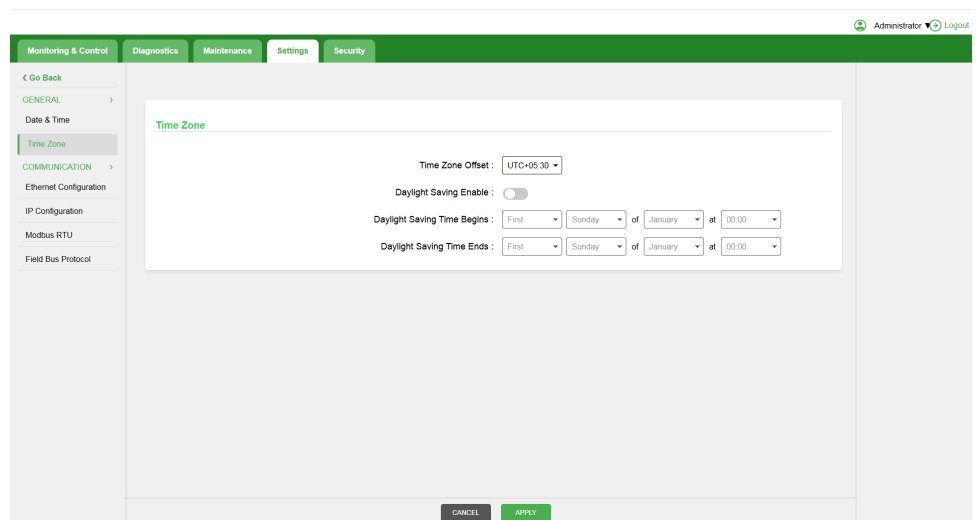 Administrator Logout
Monitoring & Control Diagnostics Maintenance Settings Security
Go Back
GENERAL
Date & Time
Time Zone
COMMUNICATION
Ethernet Configuration
IP Configuration
Modbus RTU
Field Bus Protocol
Time Zone
Time Zone Offset : UTC+05:30
Daylight Saving Enable :
Daylight Saving Time Begins : First Sunday of January at 00:00
Daylight Saving Time Ends : First Sunday of January at 00:00
CANCEL APPLY